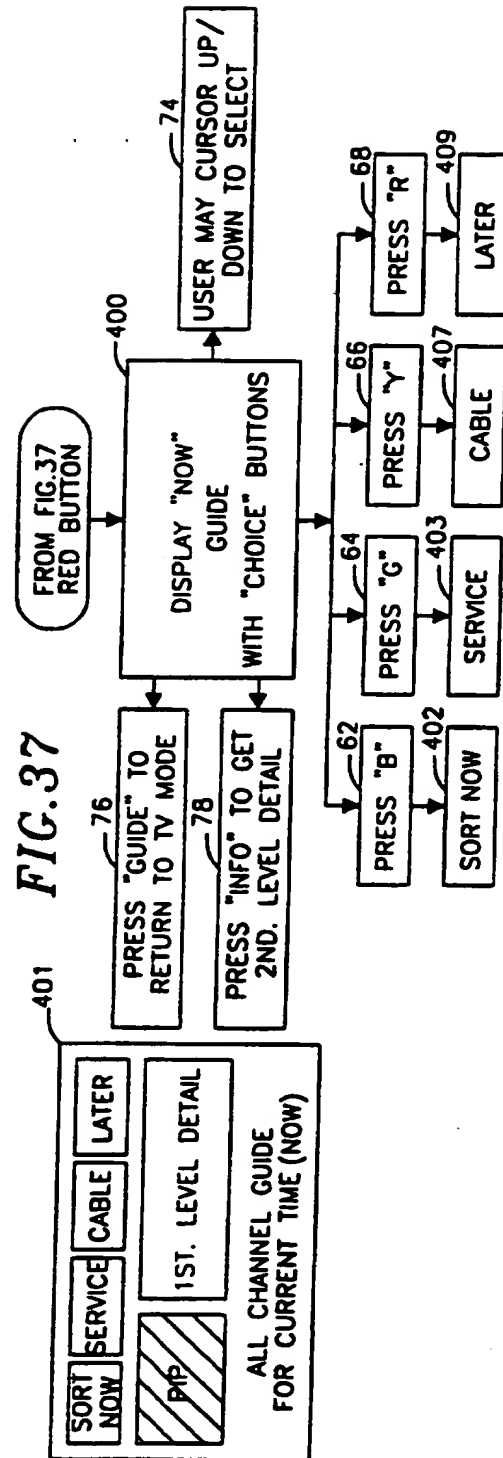 FIG.37
401
SORT
NOW
SERVICE
CABLE
LATER
PIP
1ST. LEVEL DETAIL
ALL CHANNEL GUIDE
FOR CURRENT TIME (NOW)
FROM FIG.37
RED BUTTON
400
DISPLAY "NOW"
GUIDE
WITH "CHOICE" BUTTONS
76
PRESS "GUIDE" TO
RETURN TO TV MODE
78
PRESS "INFO" TO GET
2ND. LEVEL DETAIL
74
USER MAY CURSOR UP/
DOWN TO SELECT
62
PRESS "B"
402
SORT NOW
64
PRESS "G"
403
SERVICE
66
PRESS "Y"
407
CABLE
68
PRESS "R"
409
LATER